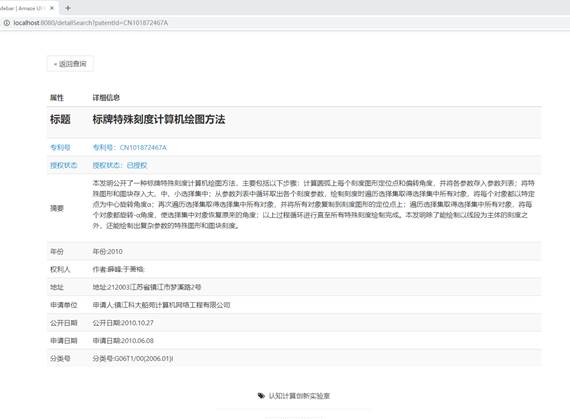 debar | Amaze UI
localhost:8080/detailSearch?patentId=CN101872467A
« 返回查询
属性 详细信息
标题 标牌特殊刻度计算机绘图方法
专利号 专利号：CN101872467A
授权状态 授权状态：已授权
摘要 本发明公开了一种标牌特殊刻度计算机绘图方法，主要包括以下步骤：计算圆弧上每个刻度图形定位点和偏转角度，并将各参数存入参数列表；将特
殊图形和图块存入大、中、小选择集中；从参数列表中循环取出各个刻度参数，绘制刻度时遍历选择集取得选择集中所有对象，将每个对象都以特定
点为中心旋转角度α；再次遍历选择集取得选择集中所有对象，并将所有对象复制到刻度图形的定位点上；遍历选择集取得选择集中所有对象，将每
个对象都旋转-α角度，使选择集中对象恢复原来的角度；以上过程循环进行直至所有特殊刻度绘制完成。本发明除了能绘制以线段为主体的刻度之
外，还能绘制出复杂参数的特殊图形和图块刻度。
年份 年份:2010
权利人 作者:薛峰;于萧榕;
地址 地址:212003江苏省镇江市梦溪路2号
申请单位 申请人:镇江科大船苑计算机网络工程有限公司
公开日期 公开日期:2010.10.27
申请日期 申请日期:2010.06.08
分类号 分类号:G06T1/00(2006.01)I
认知计算创新实验室